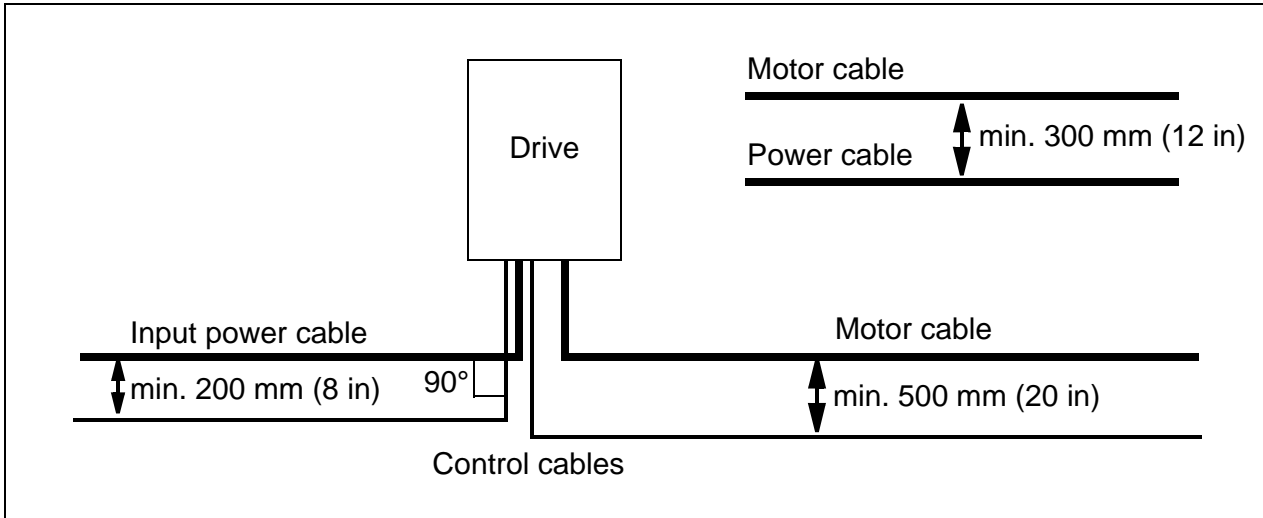 Motor cable
Drive
min. 300 mm (12 in)
Power cable
Input power cable
Motor cable
min. 200 mm (8 in)
90°
min. 500 mm (20 in)
Control cables